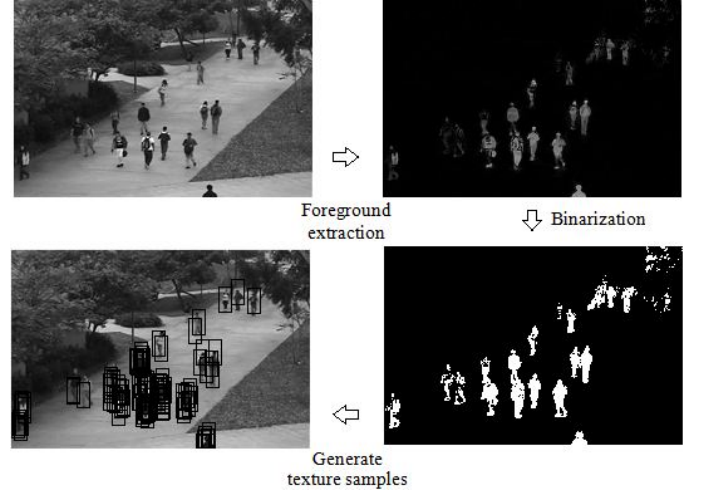 Foreground
extraction
Binarization
Generate
texture samples